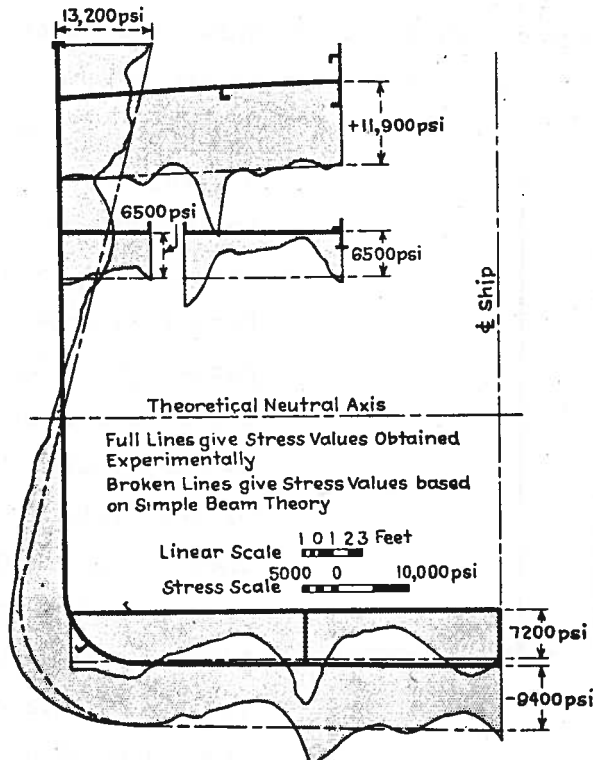 13,200psi
+11,900psi
6500psi
6500psi
℄ Ship
Theoretical Neutral Axis
Full Lines give Stress Values Obtained
Experimentally
Broken Lines give Stress Values based
on Simple Beam Theory
1 0 1 2 3 Feet
Linear Scale
5000 0 10,000psi
Stress Scale
7200psi
-9400psi